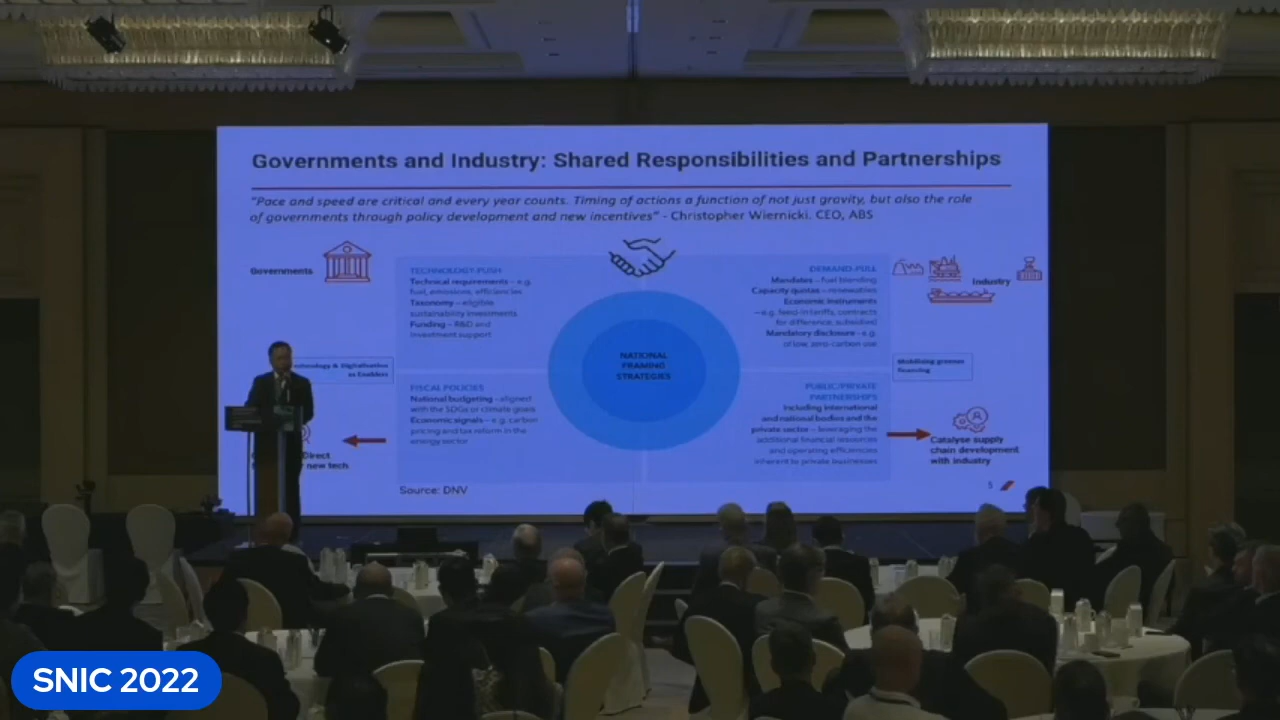 Governments and Industry: Shared Responsibilities and Partnerships
"Pace and speed are critical and every year counts. Timing of actions a function of not just gravity, but also the role
of governments through policy development and new incentives" - Christopher Wiernicki. CEO, ABS
Governments
TECHNOLOGY-PUSH
Technical requirements – e.g.
fuel, emissions, efficiencies
Taxonomy – eligible
sustainability investments
Funding – R&D and
investment support
DEMAND-PULL
Mandates – fuel blending
Capacity quotas – renewables
Economic instruments
– e.g. feed-in tariffs, contracts
for difference, subsidies)
Mandatory disclosure - e.g.
of low, zero-carbon use
Industry
NATIONAL
FRAMING
STRATEGIES
& Digitalisation
as Enablers
Mobilising greener
financing
FISCAL POLICIES
National budgeting - aligned
with the SDGs or climate goals
Economic signals – e.g. carbon
pricing and tax reform in the
energy sector
PUBLIC/PRIVATE
PARTNERSHIPS
Including international
and national bodies and the
private sector – leveraging the
additional financial resources
and operating efficiencies
inherent to private businesses
Direct
new tech
Catalyse supply
chain development
with industry
Source: DNV
5
SNIC 2022